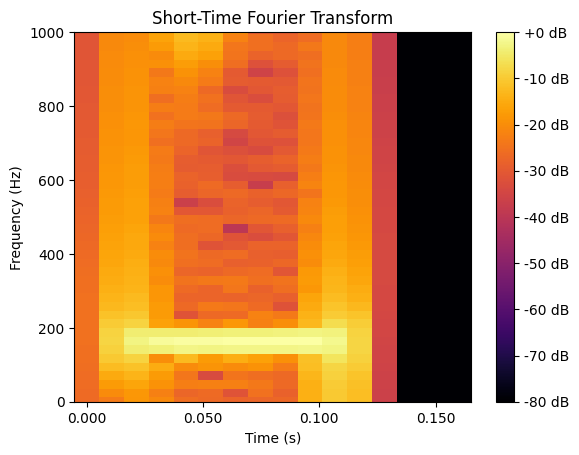 Short-Time Fourier Transform
Frequency (Hz)
1000
800
600
400
200
0
0.000
0.050
0.100
0.150
Time (s)
+0 dB
-10 dB
-20 dB
-30 dB
-40 dB
-50 dB
-60 dB
-70 dB
-80 dB